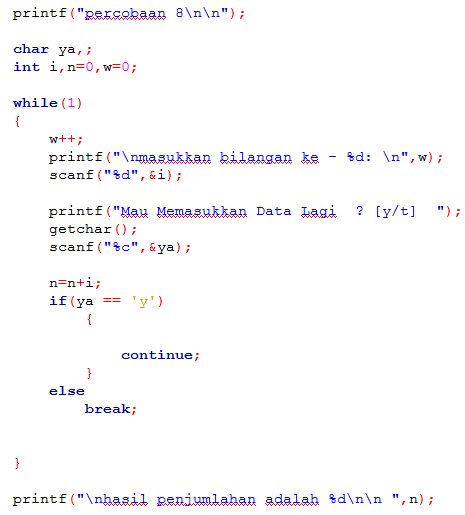 printf("percobaan 8\n\n");
char ya,;
int i,n=0,w=0;
while(1)
{
w++;
printf("\nmasukkan bilangan ke - %d: \n",w);
scanf("%d",&i);
printf("Mau Memasukkan Data Lagi  ? [y/t]  ");
getchar();
scanf("%c",&ya);
n=n+i;
if(ya == 'y')
{
continue;
}
else
break;
}
printf("\nhasil penjumlahan adalah %d\n\n ",n);